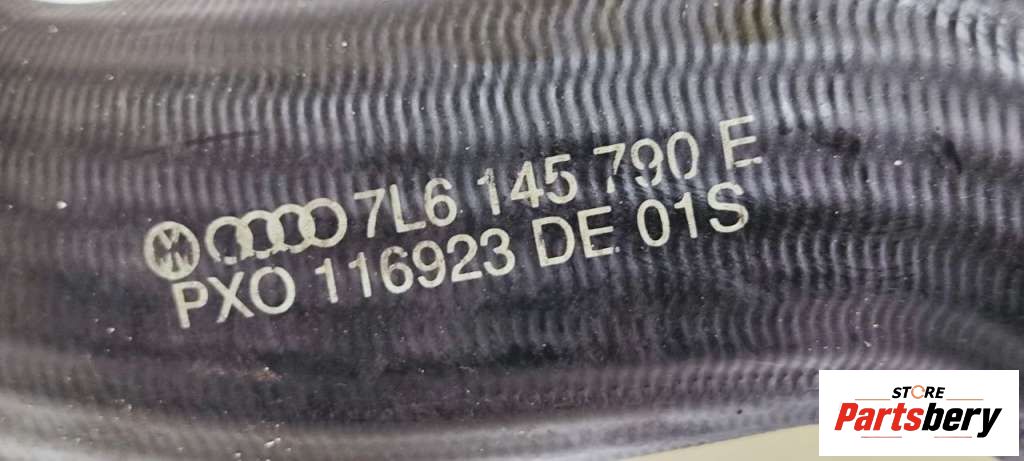 7L6 145 790 E
PXO 116923 DE 01S
STORE
Partsbery